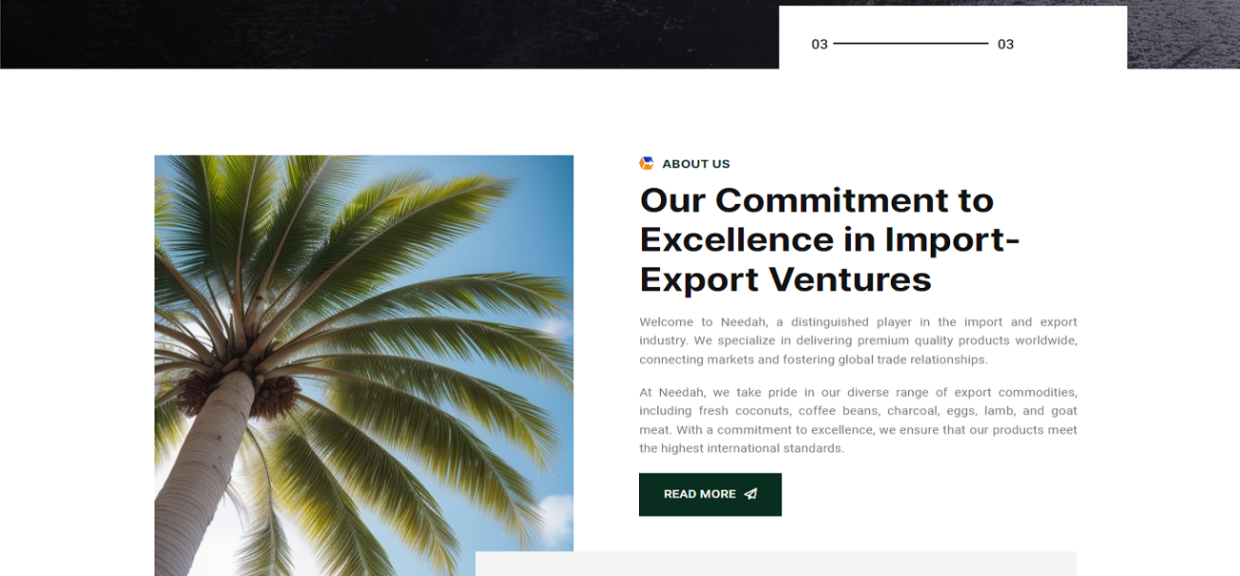 03 03
ABOUT US
Our Commitment to
Excellence in Import-
Export Ventures
Welcome to Needah, a distinguished player in the import and export
industry. We specialize in delivering premium quality products worldwide,
connecting markets and fostering global trade relationships.
At Needah, we take pride in our diverse range of export commodities,
including fresh coconuts, coffee beans, charcoal, eggs, lamb, and goat
meat. With a commitment to excellence, we ensure that our products meet
the highest international standards.
READ MORE